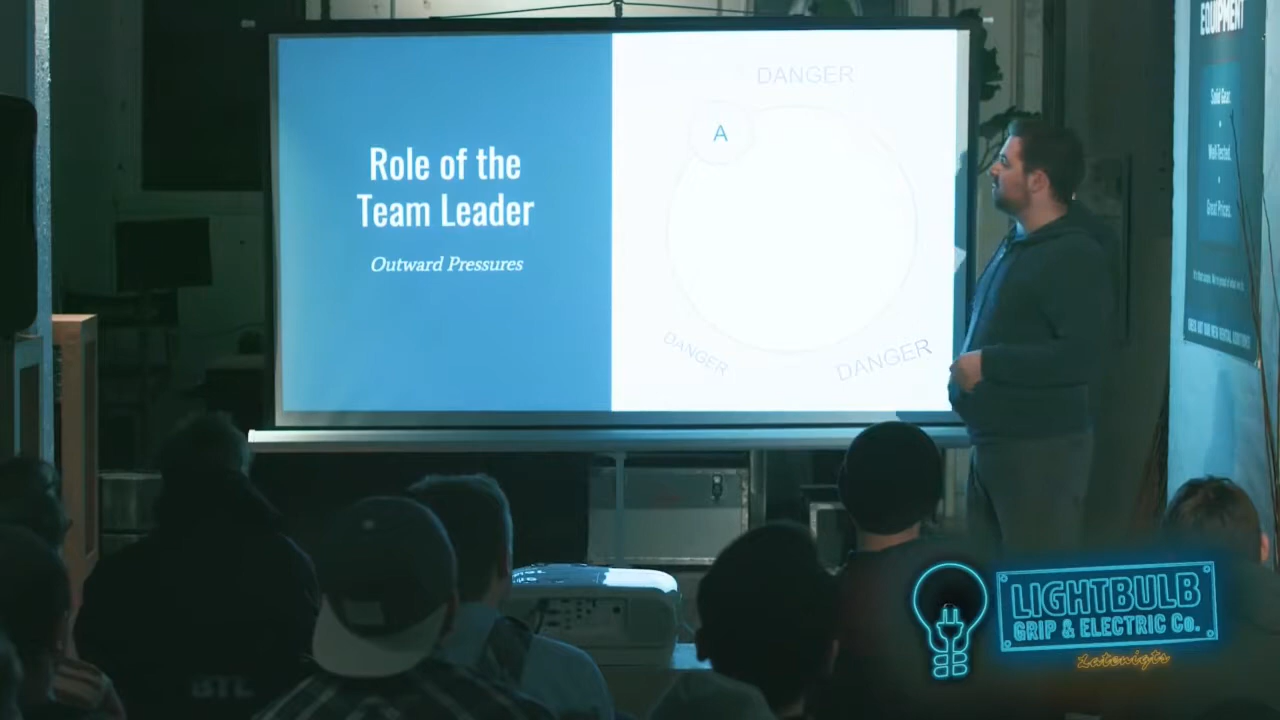 Role of the
Team Leader
Outward Pressures
DANGER
A
DANGER
DANGER
EQUIPMENT
Solid Gear.
Well Tested.
Great Prices.
BTL
LIGHTBULB
GRIP & ELECTRIC Co.